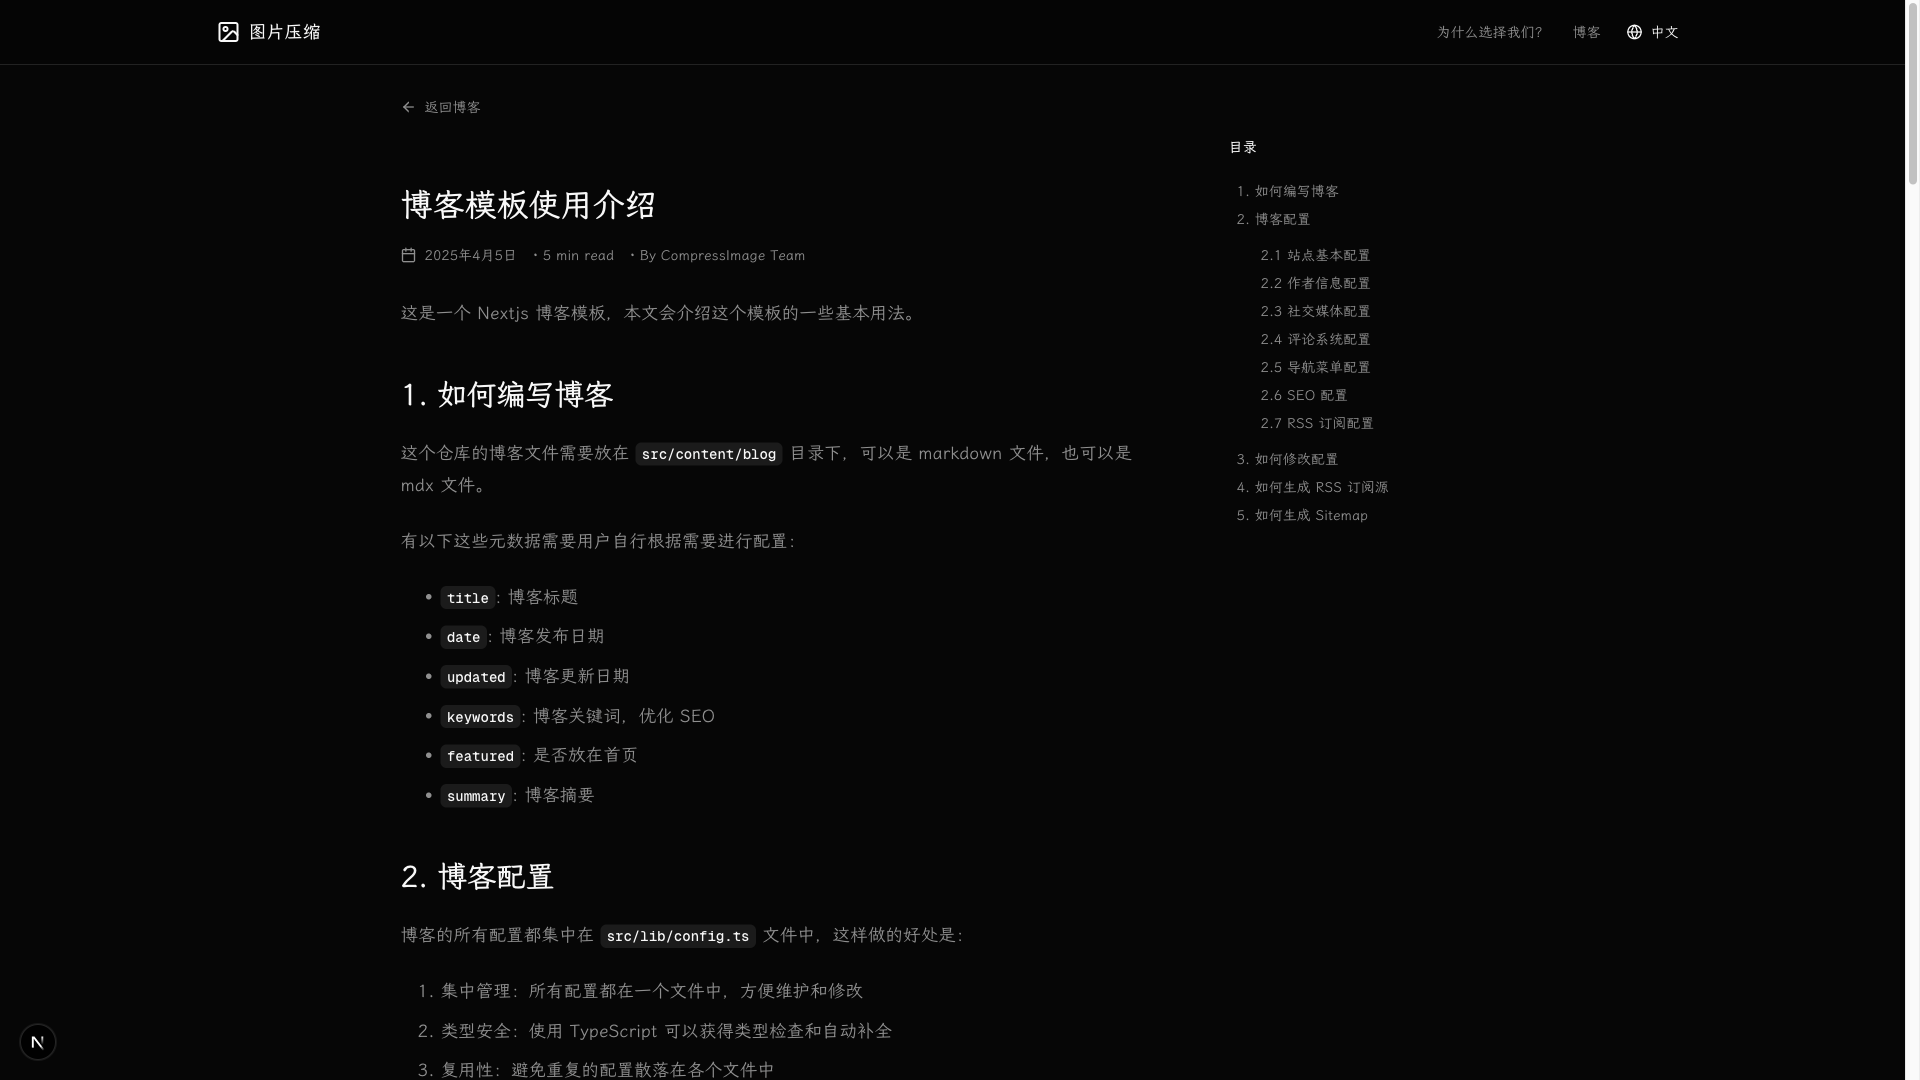 图片压缩
为什么选择我们?
博客
中文
返回博客
博客模板使用介绍
2025年4月5日 · 5 min read · By CompressImage Team
这是一个 Nextjs 博客模板，本文会介绍这个模板的一些基本用法。
1. 如何编写博客
这个仓库的博客文件需要放在 src/content/blog 目录下，可以是 markdown 文件，也可以是
mdx 文件。
有以下这些元数据需要用户自行根据需要进行配置：
• title: 博客标题
• date: 博客发布日期
• updated: 博客更新日期
• keywords: 博客关键词，优化 SEO
• featured: 是否放在首页
• summary: 博客摘要
2. 博客配置
博客的所有配置都集中在 src/lib/config.ts 文件中，这样做的好处是：
1. 集中管理：所有配置都在一个文件中，方便维护和修改
2. 类型安全：使用 TypeScript 可以获得类型检查和自动补全
3. 复用性：避免重复的配置散落在各个文件中
目录
1. 如何编写博客
2. 博客配置
2.1 站点基本配置
2.2 作者信息配置
2.3 社交媒体配置
2.4 评论系统配置
2.5 导航菜单配置
2.6 SEO 配置
2.7 RSS 订阅配置
3. 如何修改配置
4. 如何生成 RSS 订阅源
5. 如何生成 Sitemap
N